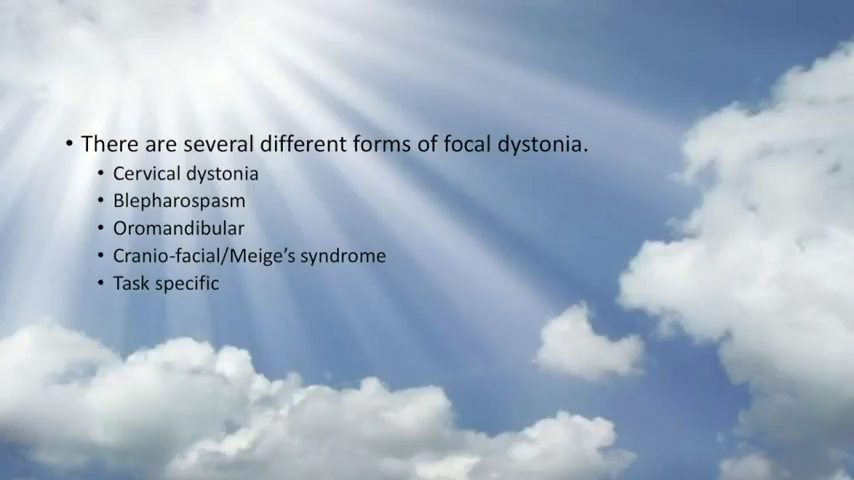 • There are several different forms of focal dystonia.
• Cervical dystonia
• Blepharospasm
• Oromandibular
• Cranio-facial/Meige’s syndrome
• Task specific